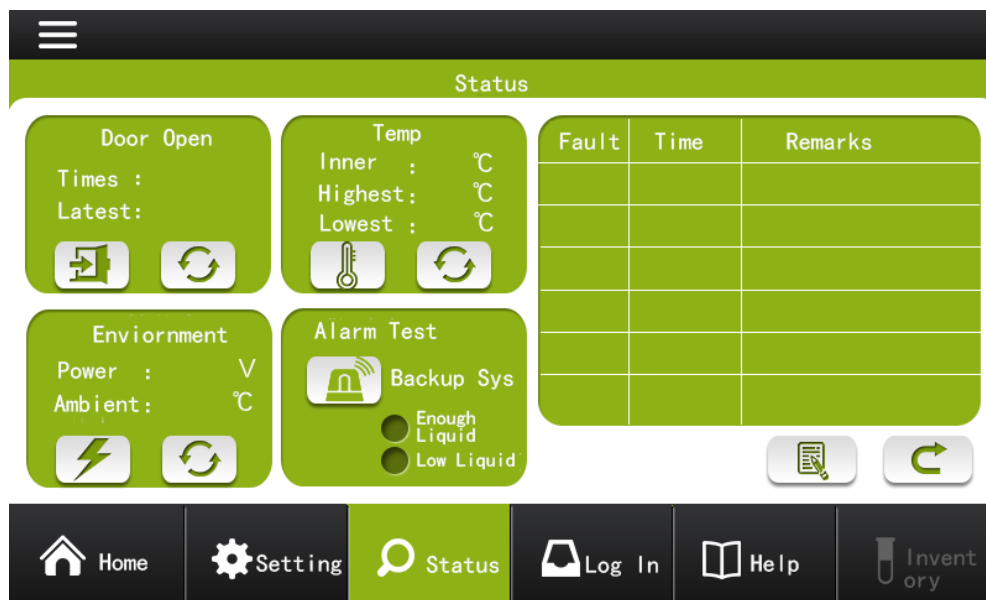 Status
Door Open
Times :
Latest:
Temp
Inner : ℃
Highest: ℃
Lowest : ℃
Fault Time Remarks
Enviornment
Power : V
Ambient: ℃
Alarm Test
Backup Sys
Enough
Liquid
Low Liquid
Home Setting Status Log In Help Invent
ory